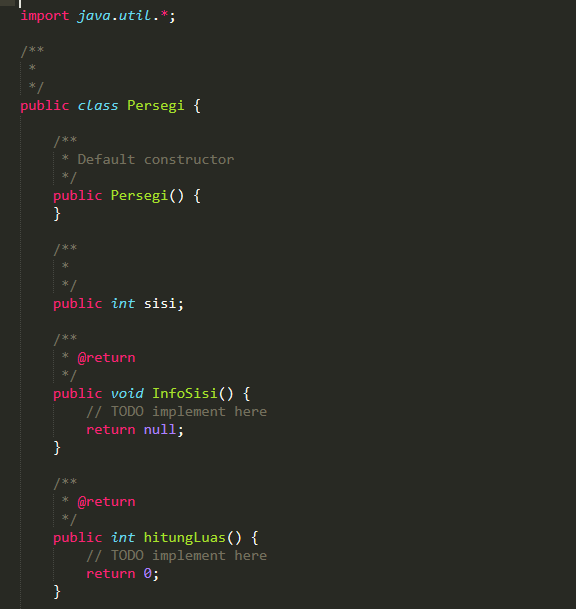 import java.util.*;
/**
 *
 */
public class Persegi {
    /**
     * Default constructor
     */
    public Persegi() {
    }
    /**
     *
     */
    public int sisi;
    /**
     * @return
     */
    public void InfoSisi() {
        // TODO implement here
        return null;
    }
    /**
     * @return
     */
    public int hitungLuas() {
        // TODO implement here
        return 0;
    }